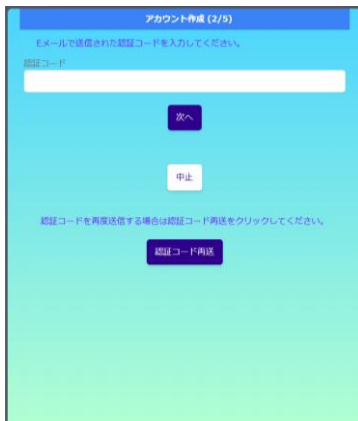 アカウント作成 (2/5)
Eメールで送信された認証コードを入力してください。
認証コード
次へ
中止
認証コードを再度送信する場合は認証コード再送をクリックしてください。
認証コード再送